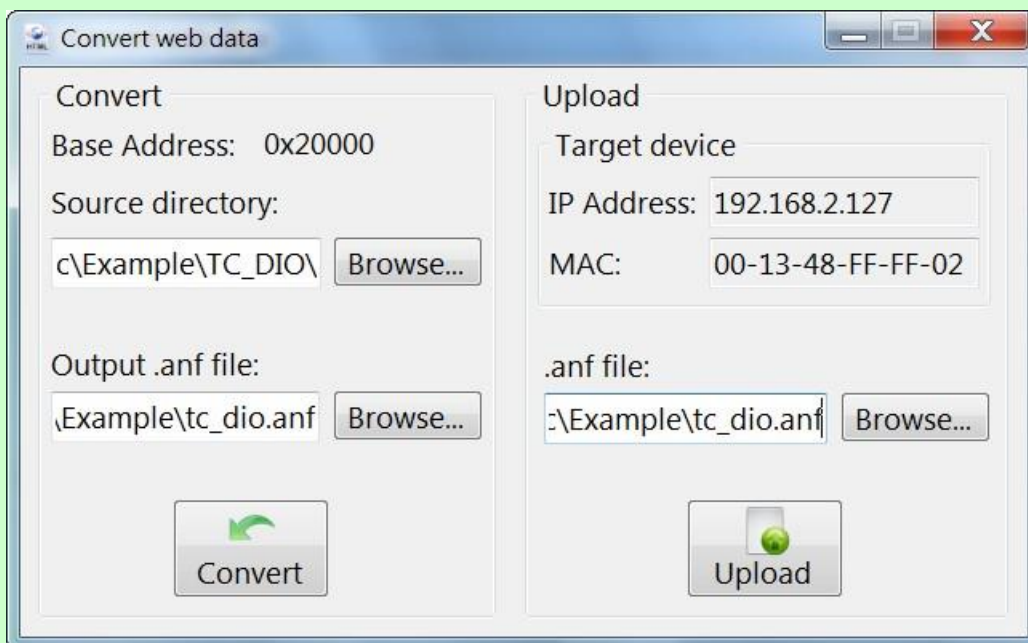 Convert web data
Convert
Base Address: 0x20000
Source directory:
c\Example\TC_DIO\ Browse...
Output .anf file:
\Example\tc_dio.anf Browse...
Convert
Upload
Target device
IP Address: 192.168.2.127
MAC: 00-13-48-FF-FF-02
.anf file:
c\Example\tc_dio.anf Browse...
Upload